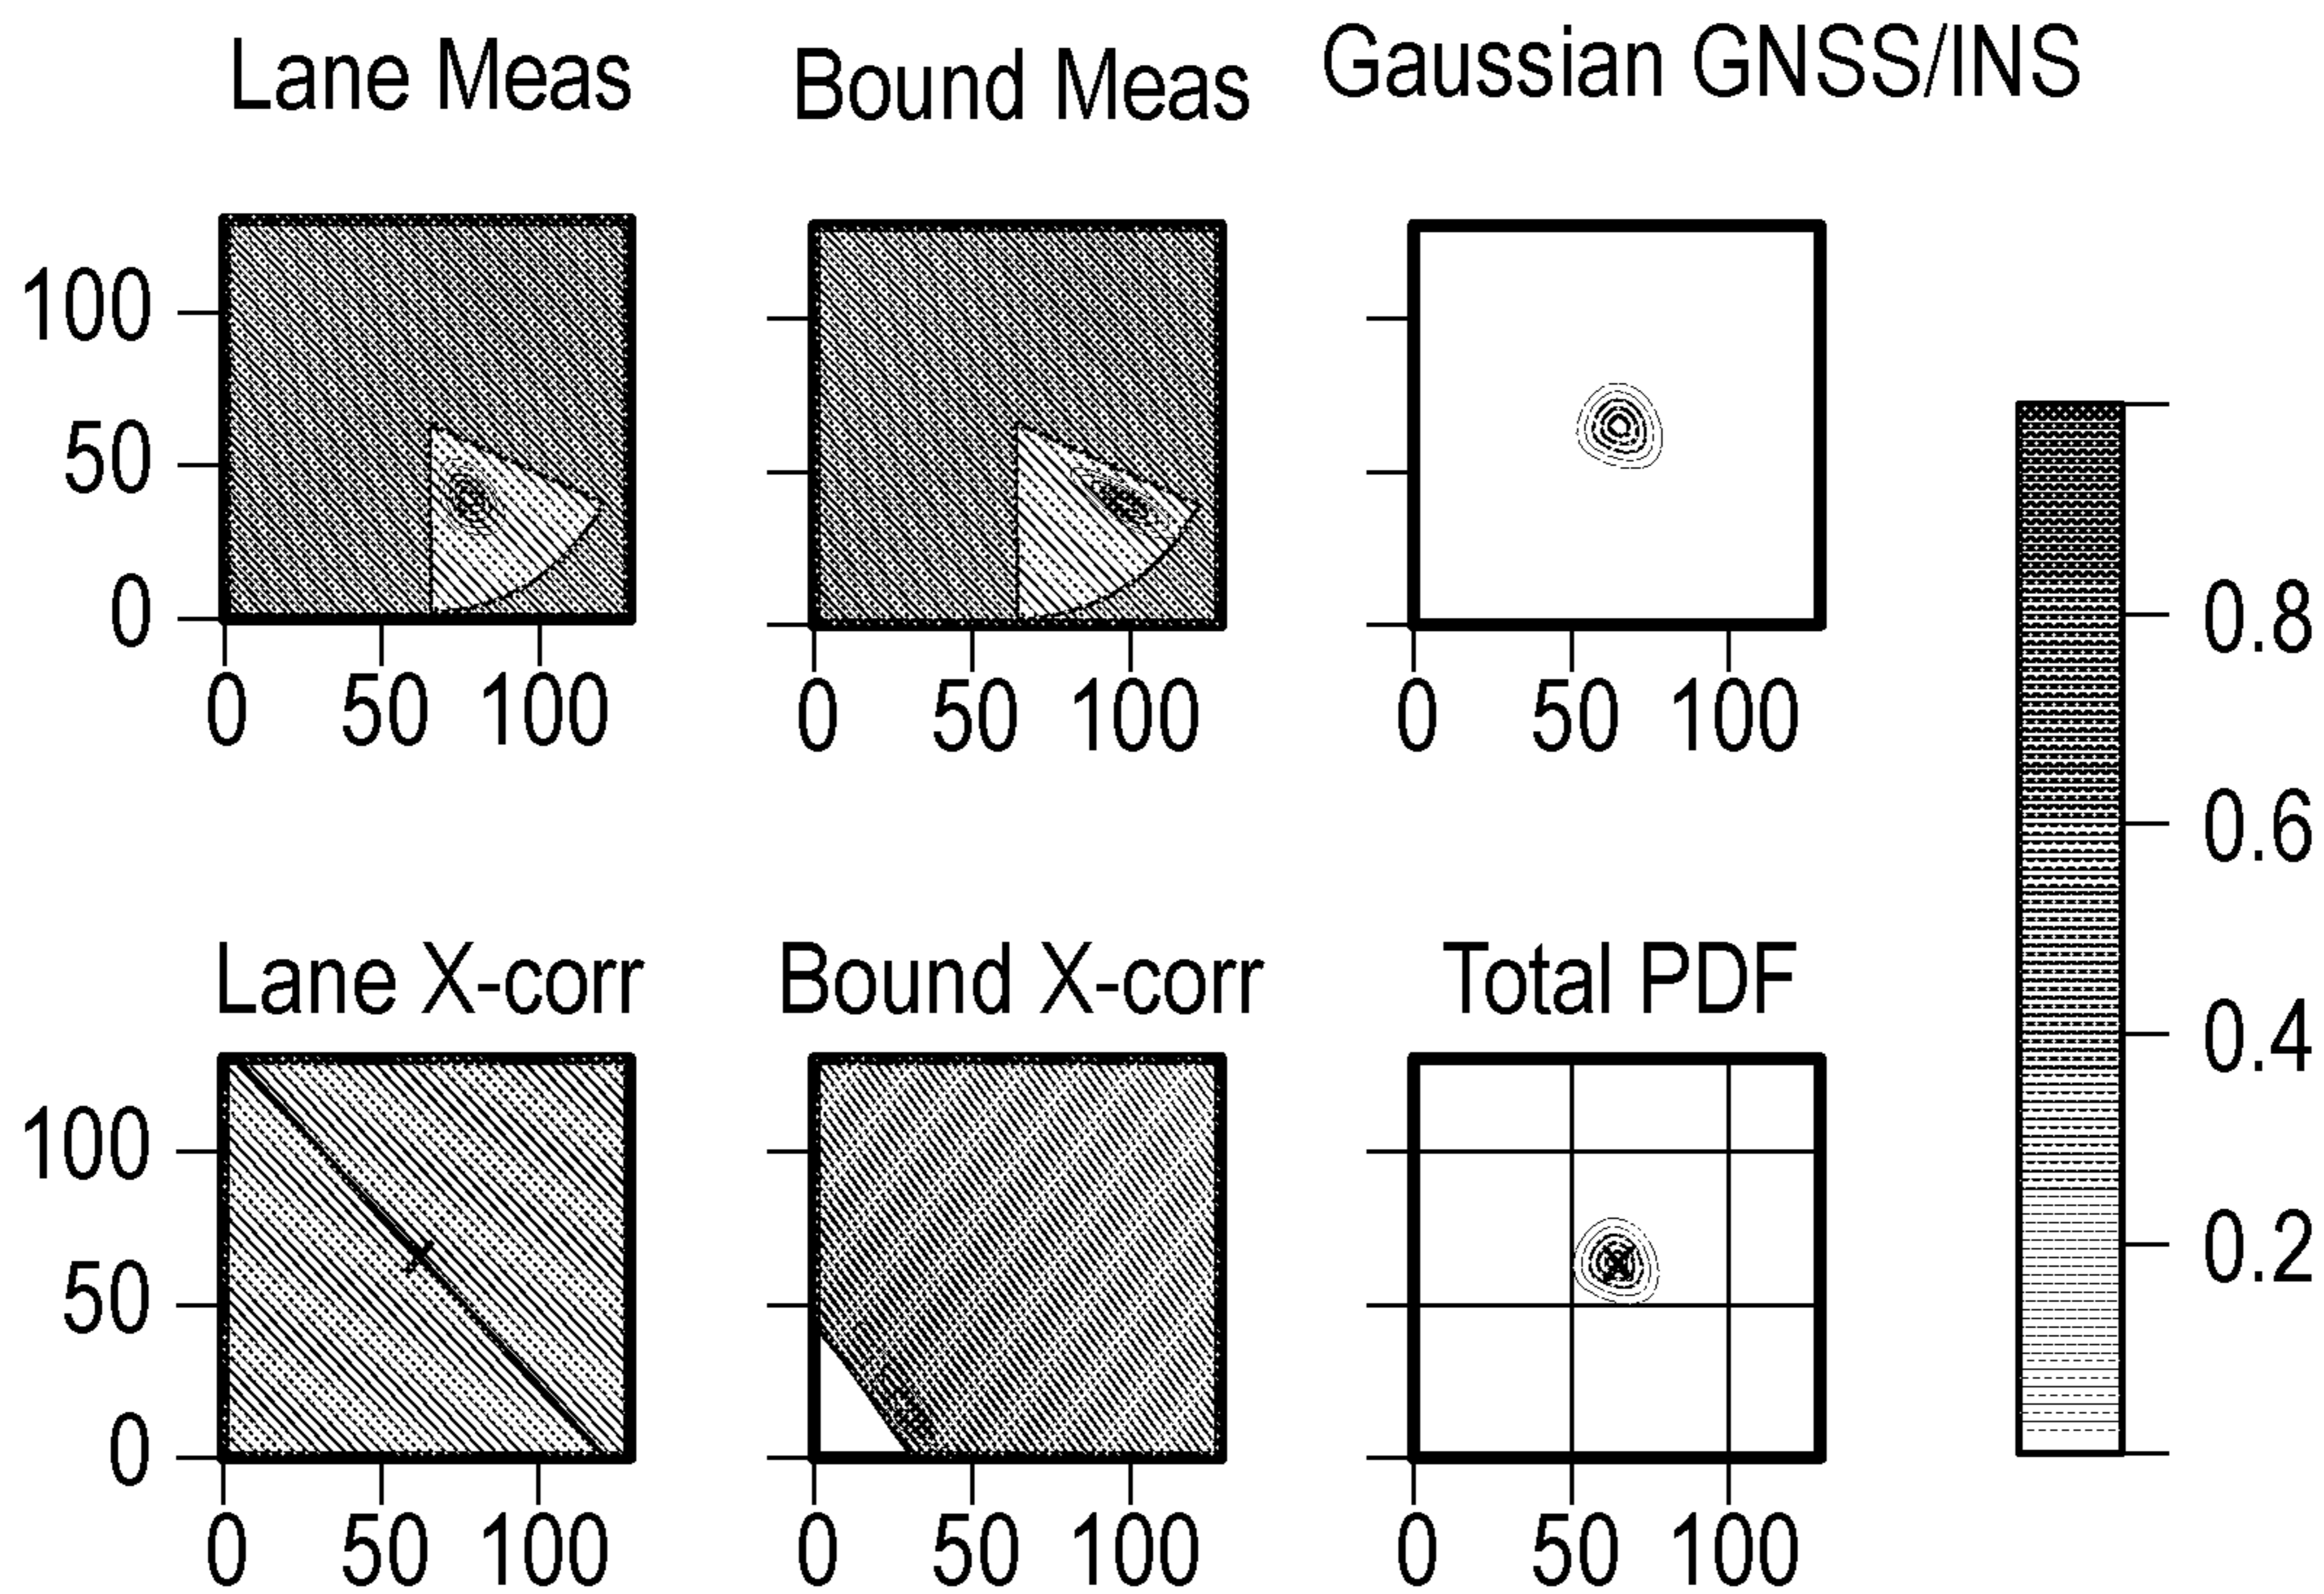 Lane Meas
Bound Meas
Gaussian GNSS/INS
100
50
0
0 50 100
0 50 100
0 50 100
0.8
0.6
0.4
0.2
Lane X-corr
Bound X-corr
Total PDF
100
50
0
0 50 100
0 50 100
0 50 100